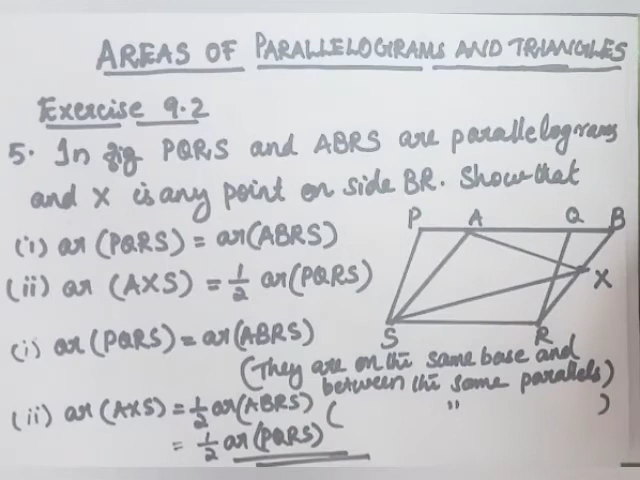 AREAS OF PARALLELOGRAMS AND TRIANGLES
Exercise 9.2
5. In fig PQRS and ABRS are parallelograms
and X is any point on side BR. Show that
(i) ar (PQRS) = ar(ABRS)
(ii) ar (AXS) = 1/2 ar(PQRS)
P A Q B
X
S R
(i) ar (PQRS) = ar(ABRS)
(They are on the same base and
between the same parallels)
(ii) ar (AXS) = 1/2 ar(ABRS) ( " )
= 1/2 ar(PQRS)